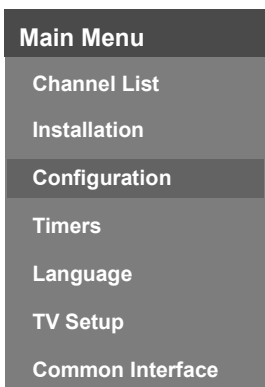 Main Menu
Channel List
Installation
Configuration
Timers
Language
TV Setup
Common Interface